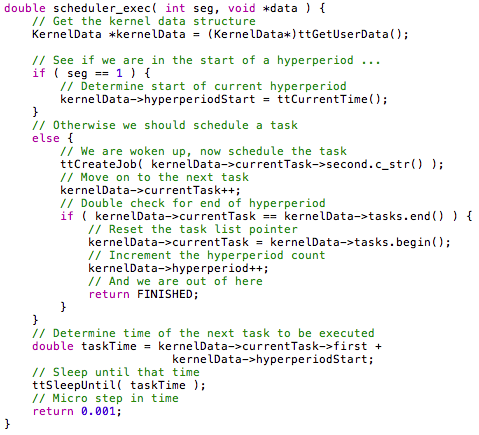 double scheduler_exec( int seg, void *data ) {
    // Get the kernel data structure
    KernelData *kernelData = (KernelData*)ttGetUserData();

    // See if we are in the start of a hyperperiod ...
    if ( seg == 1 ) {
        // Determine start of current hyperperiod
        kernelData->hyperperiodStart = ttCurrentTime();
    }
    // Otherwise we should schedule a task
    else {
        // We are woken up, now schedule the task
        ttCreateJob( kernelData->currentTask->second.c_str() );
        // Move on to the next task
        kernelData->currentTask++;
        // Double check for end of hyperperiod
        if ( kernelData->currentTask == kernelData->tasks.end() ) {
            // Reset the task list pointer
            kernelData->currentTask = kernelData->tasks.begin();
            // Increment the hyperperiod count
            kernelData->hyperperiod++;
            // And we are out of here
            return FINISHED;
        }
    }
    // Determine time of the next task to be executed
    double taskTime = kernelData->currentTask->first +
                      kernelData->hyperperiodStart;
    // Sleep until that time
    ttSleepUntil( taskTime );
    // Micro step in time
    return 0.001;
}